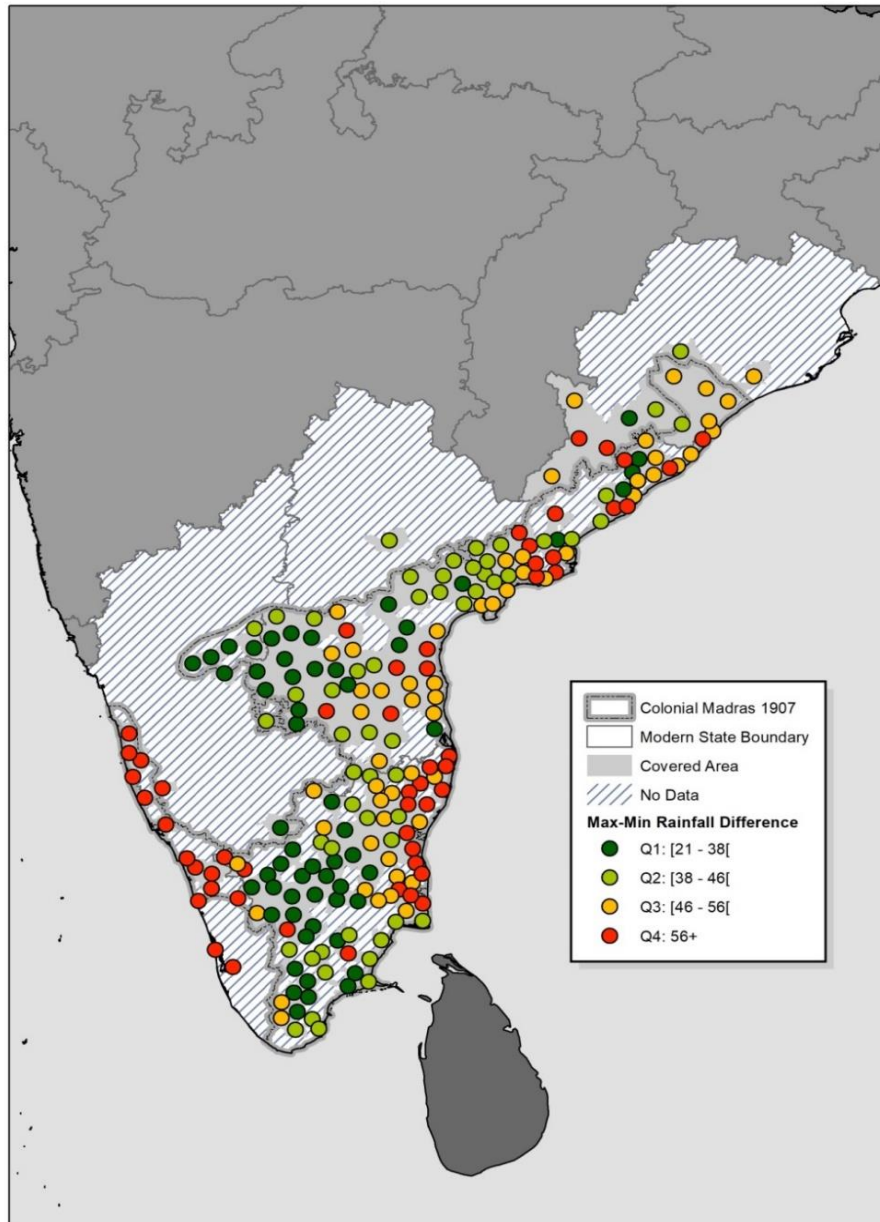 Colonial Madras 1907
Modern State Boundary
Covered Area
No Data
Max-Min Rainfall Difference
Q1: [21 - 38[
Q2: [38 - 46[
Q3: [46 - 56[
Q4: 56+